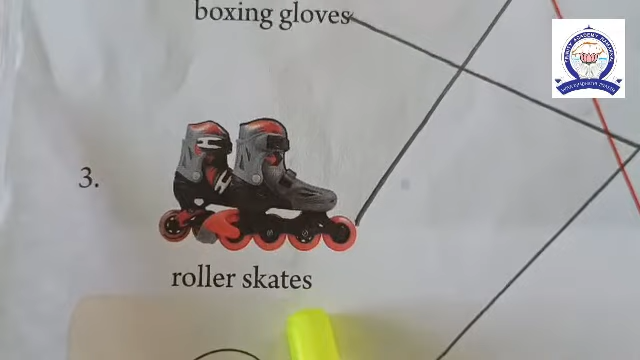 boxing gloves
3.
roller skates